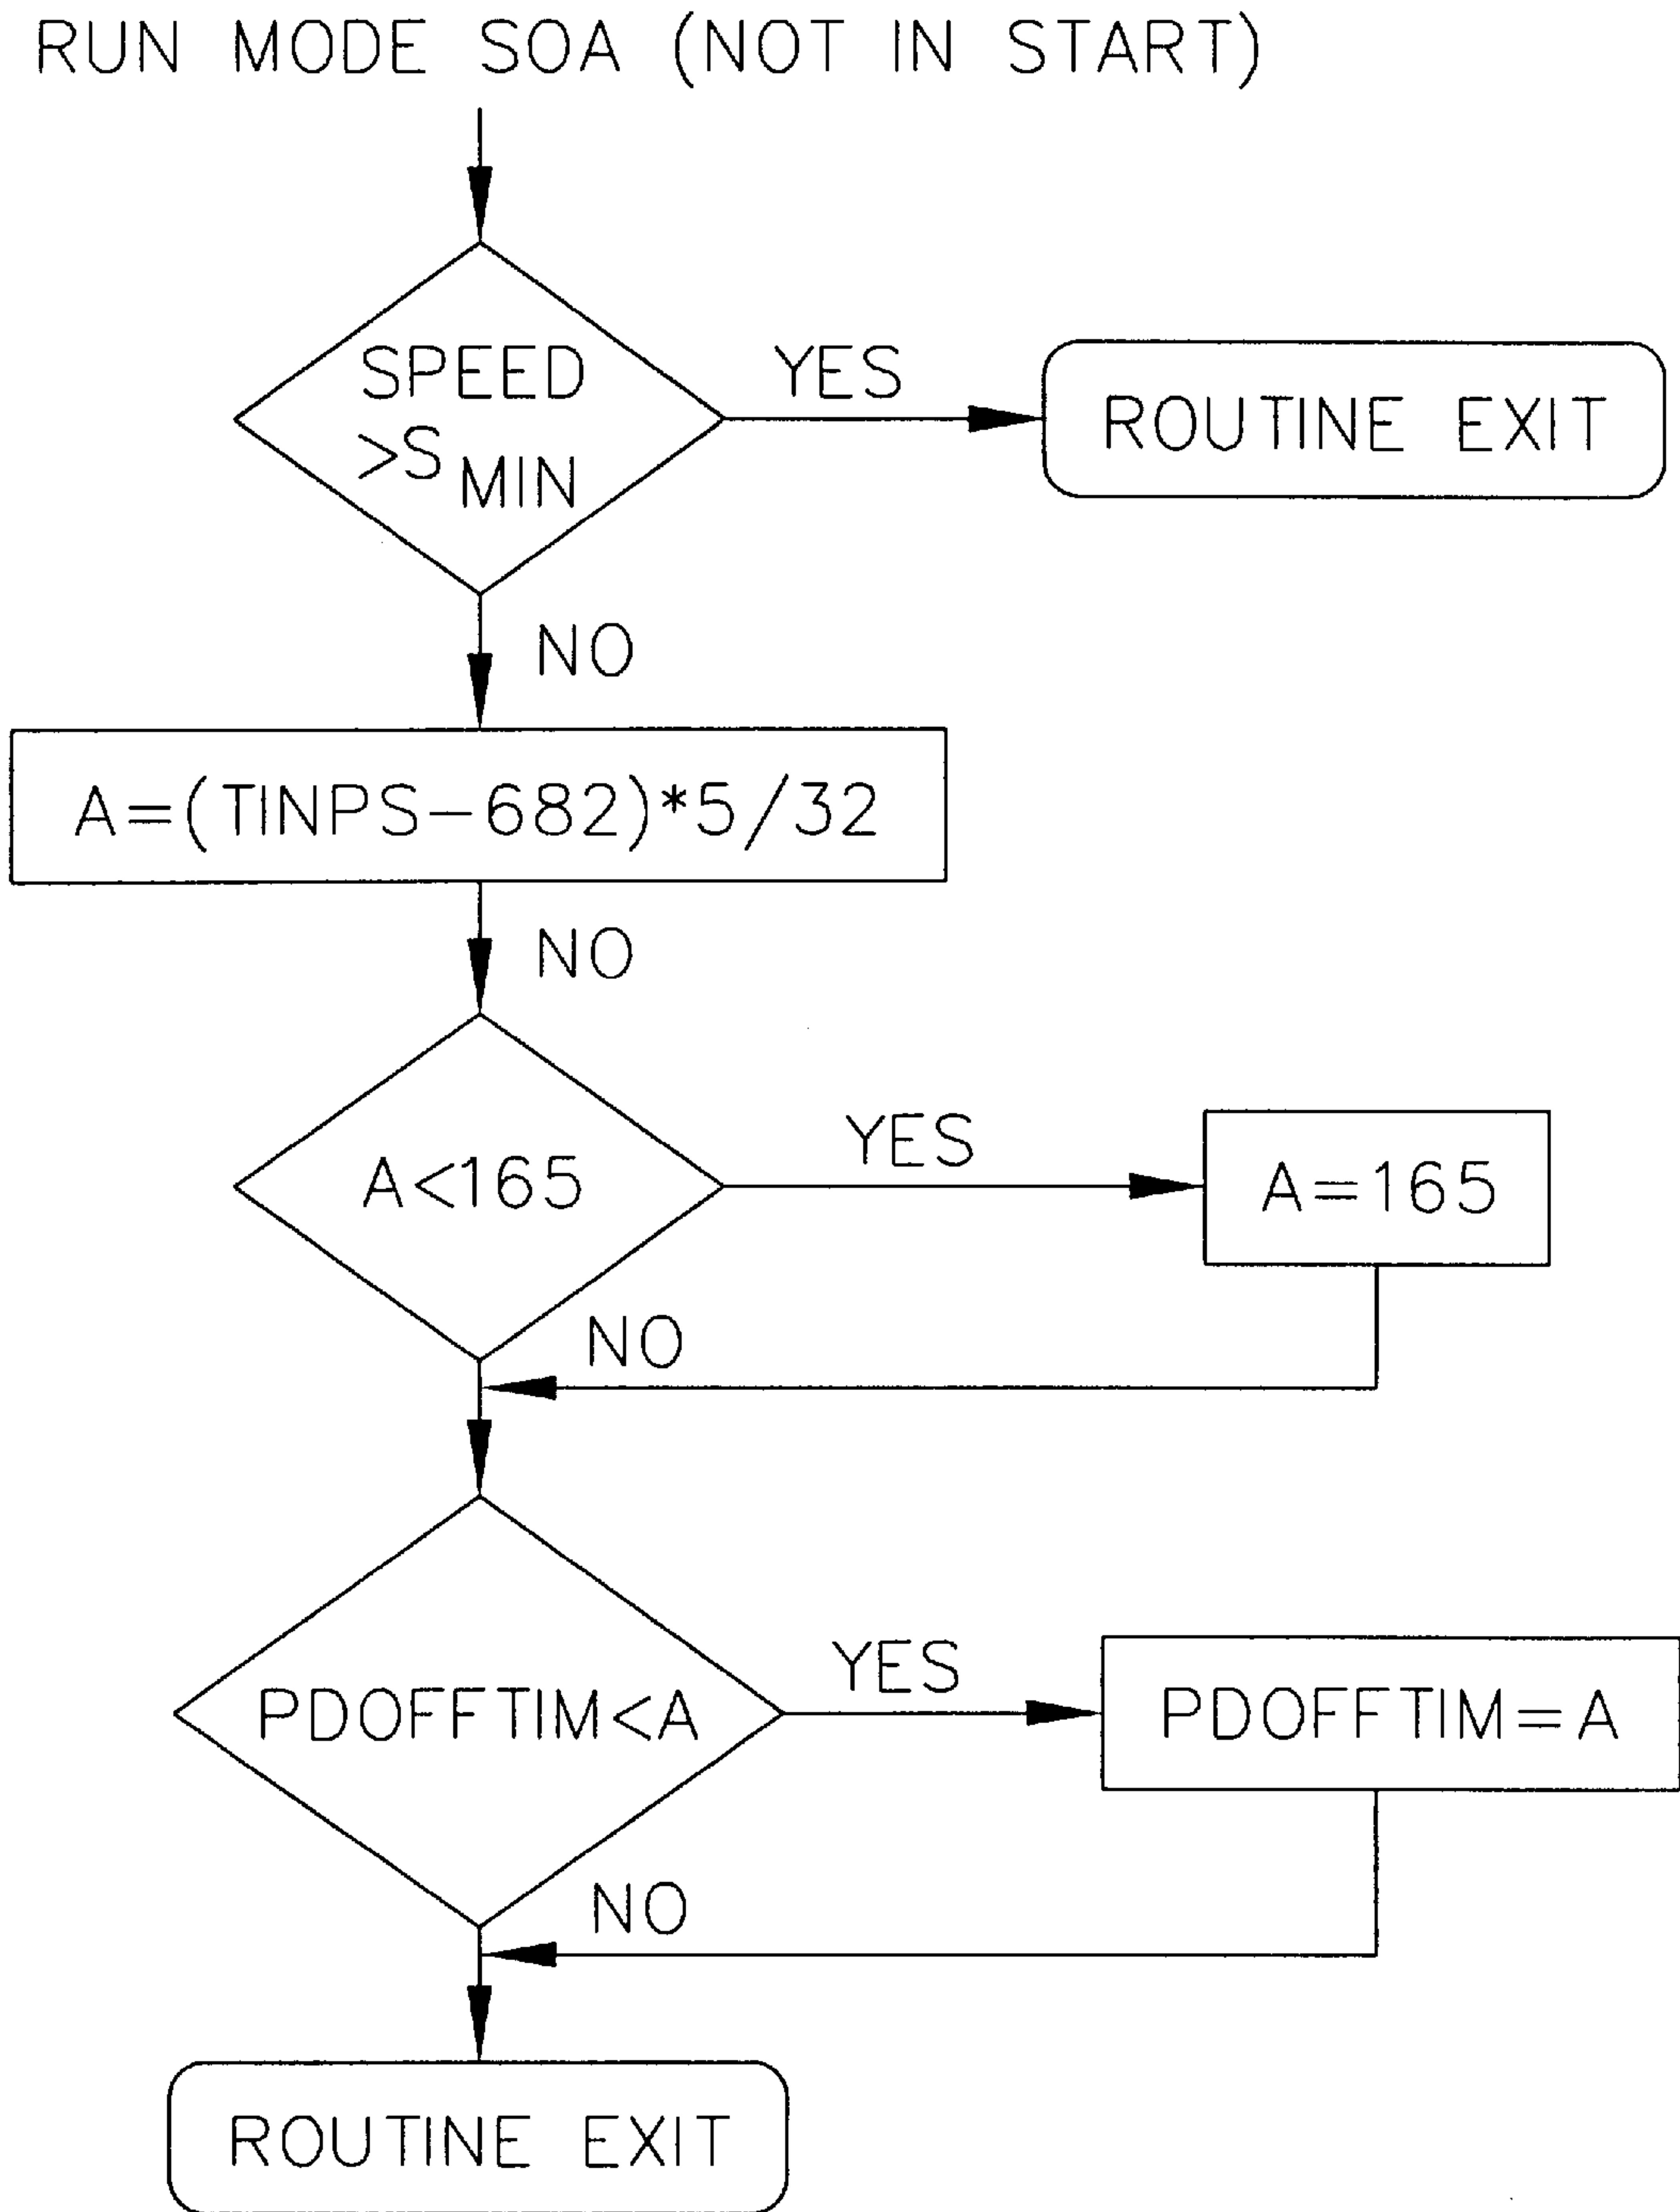 RUN MODE SOA (NOT IN START)
SPEED
>S MIN
YES
ROUTINE EXIT
NO
A=(TINPS-682)*5/32
NO
A<165
YES
A=165
NO
PDOFFTIM<A
YES
PDOFFTIM=A
NO
ROUTINE EXIT